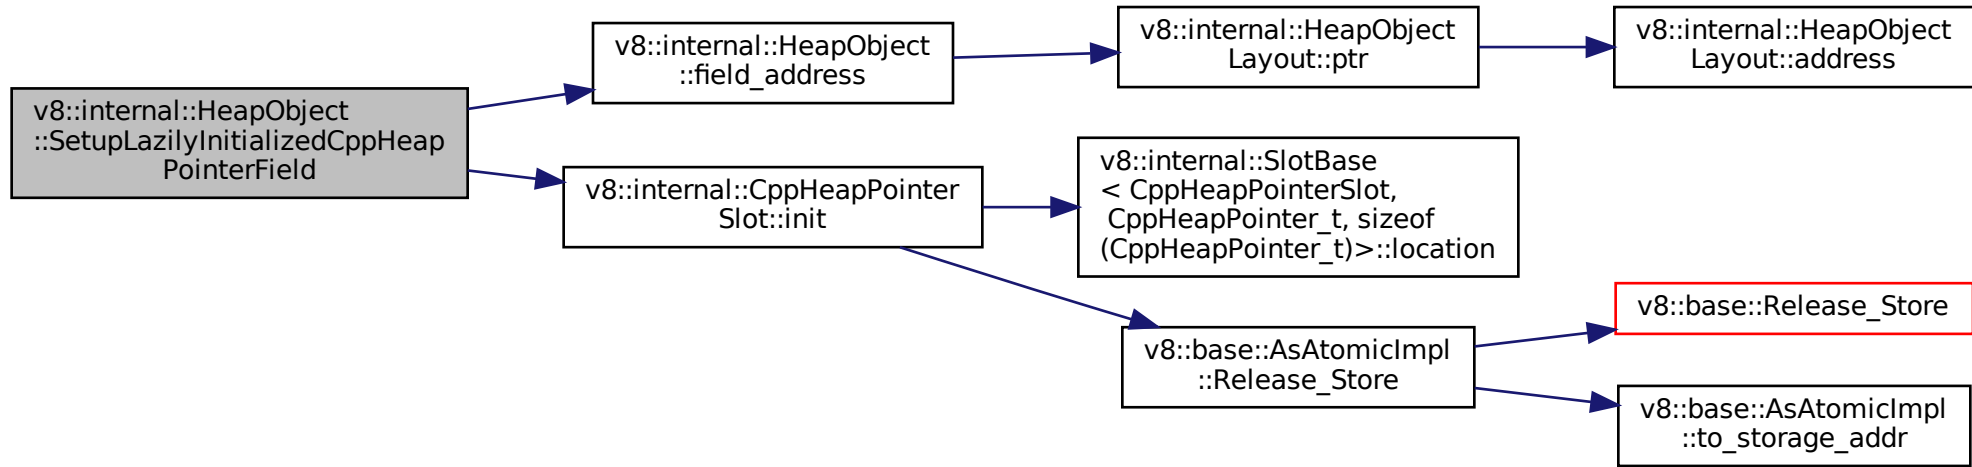 v8::internal::HeapObject
::SetupLazilyInitializedCppHeap
PointerField
v8::internal::HeapObject
::field_address
v8::internal::HeapObject
Layout::ptr
v8::internal::HeapObject
Layout::address
v8::internal::CppHeapPointer
Slot::init
v8::internal::SlotBase
< CppHeapPointerSlot,
CppHeapPointer_t, sizeof
(CppHeapPointer_t)>::location
v8::base::AsAtomicImpl
::Release_Store
v8::base::Release_Store
v8::base::AsAtomicImpl
::to_storage_addr